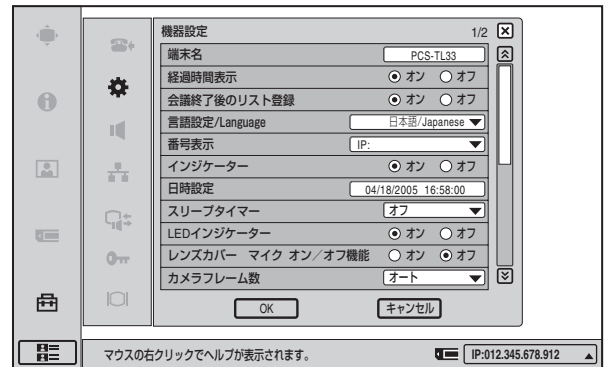 機器設定 1/2
端末名 PCS-TL33
経過時間表示 オン オフ
会議終了後のリスト登録 オン オフ
言語設定/Language 日本語/Japanese
番号表示 IP:
インジケーター オン オフ
日時設定 04/18/2005 16:58:00
スリープタイマー オフ
LEDインジケーター オン オフ
レンズカバー マイク オン／オフ機能 オン オフ
カメラフレーム数 オート
OK キャンセル
マウスの右クリックでヘルプが表示されます。 IP:012.345.678.912